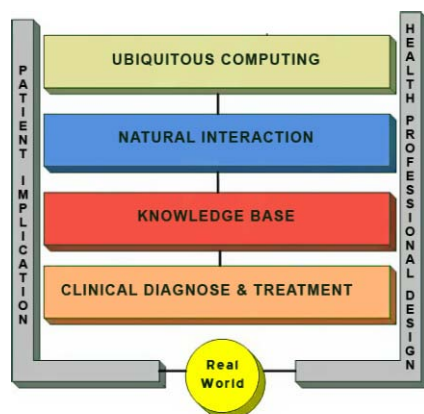 UBIQUITOUS COMPUTING
NATURAL INTERACTION
KNOWLEDGE BASE
CLINICAL DIAGNOSE & TREATMENT
PATIENT IMPLICATION
HEALTH PROFESSIONAL DESIGN
Real
World